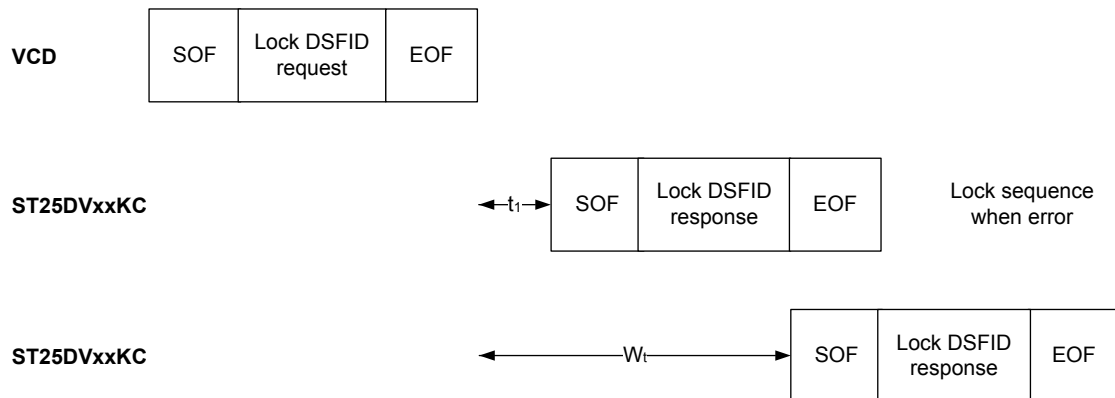 VCD
SOF
Lock DSFID
request
EOF
ST25DVxxKC
t1
SOF
Lock DSFID
response
EOF
Lock sequence
when error
ST25DVxxKC
Wt
SOF
Lock DSFID
response
EOF